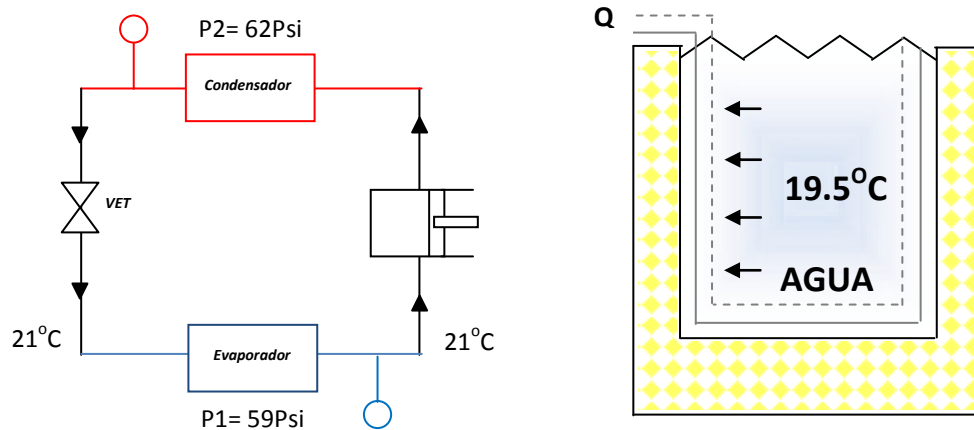 P2= 62Psi
Condensador
VET
21°C
Evaporador
21°C
P1= 59Psi
Q
19.5°C
AGUA